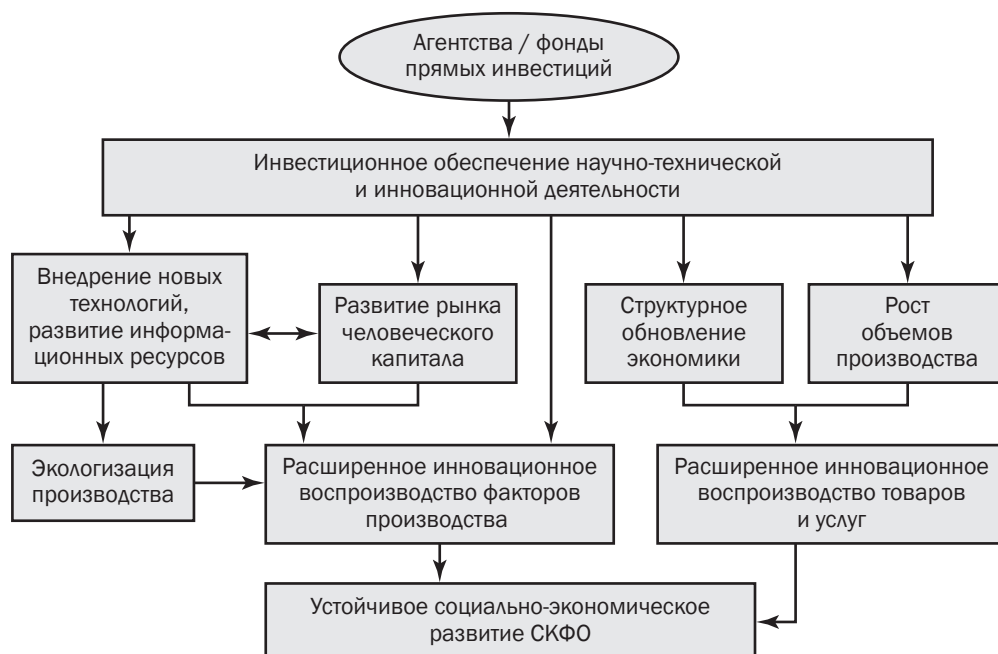 Агентства / фонды
прямых инвестиций
Инвестиционное обеспечение научно-технической
и инновационной деятельности
Внедрение новых
технологий,
развитие информа-
ционных ресурсов
Развитие рынка
человеческого
капитала
Структурное
обновление
экономики
Рост
объемов
производства
Экологизация
производства
Расширенное инновационное
воспроизводство факторов
производства
Расширенное инновационное
воспроизводство товаров
и услуг
Устойчивое социально-экономическое
развитие СКФО